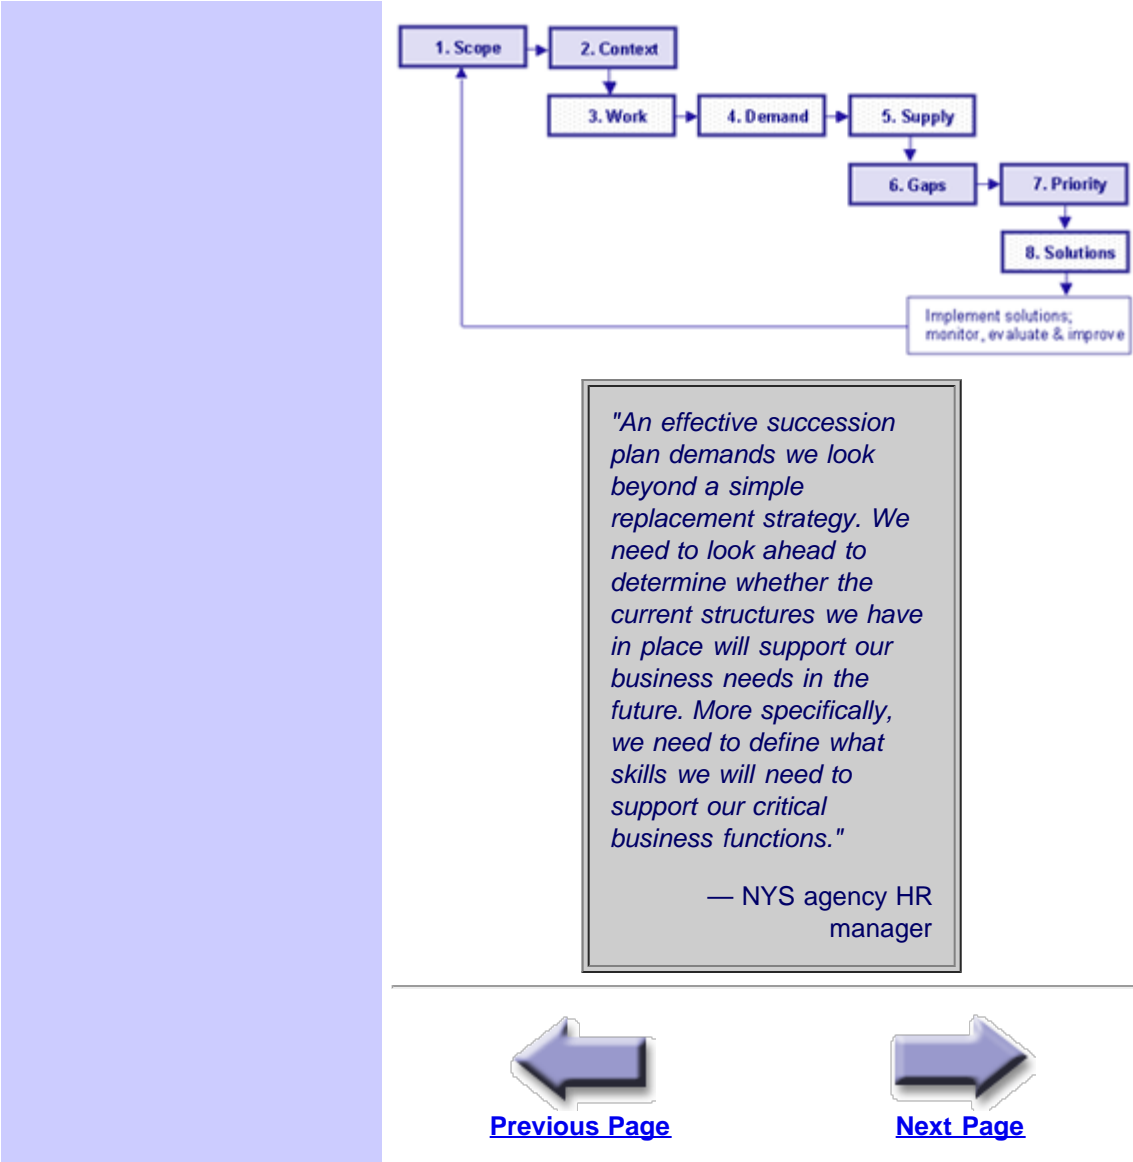 1. Scope
2. Context
3. Work
4. Demand
5. Supply
6. Gaps
7. Priority
8. Solutions
Implement solutions;
monitor, evaluate & improve
"An effective succession
plan demands we look
beyond a simple
replacement strategy. We
need to look ahead to
determine whether the
current structures we have
in place will support our
business needs in the
future. More specifically,
we need to define what
skills we will need to
support our critical
business functions."
— NYS agency HR
manager
Previous Page
Next Page